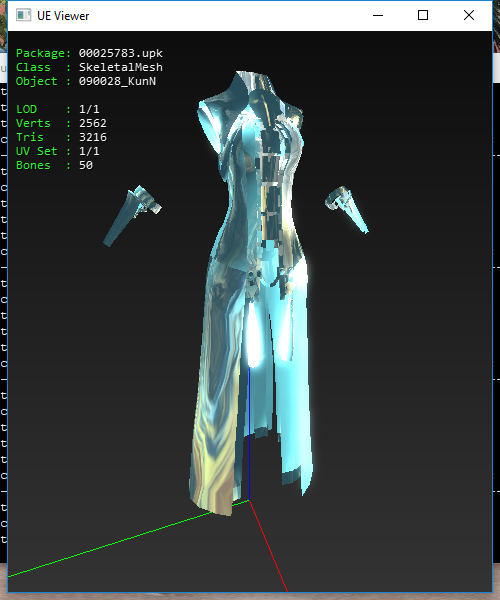 UE Viewer
Package: 00025783.upk
Class : SkeletalMesh
Object : 090028_KunN
LOD : 1/1
Verts : 2562
Tris : 3216
UV Set : 1/1
Bones : 50